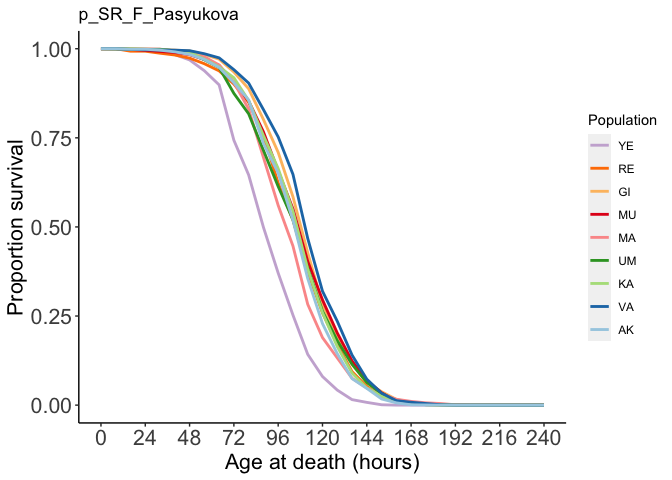 p_SR_F_Pasyukova
1.00
0.75
0.50
0.25
0.00
Proportion survival
0 24 48 72 96 120 144 168 192 216 240
Age at death (hours)
Population
YE
RE
GI
MU
MA
UM
KA
VA
AK